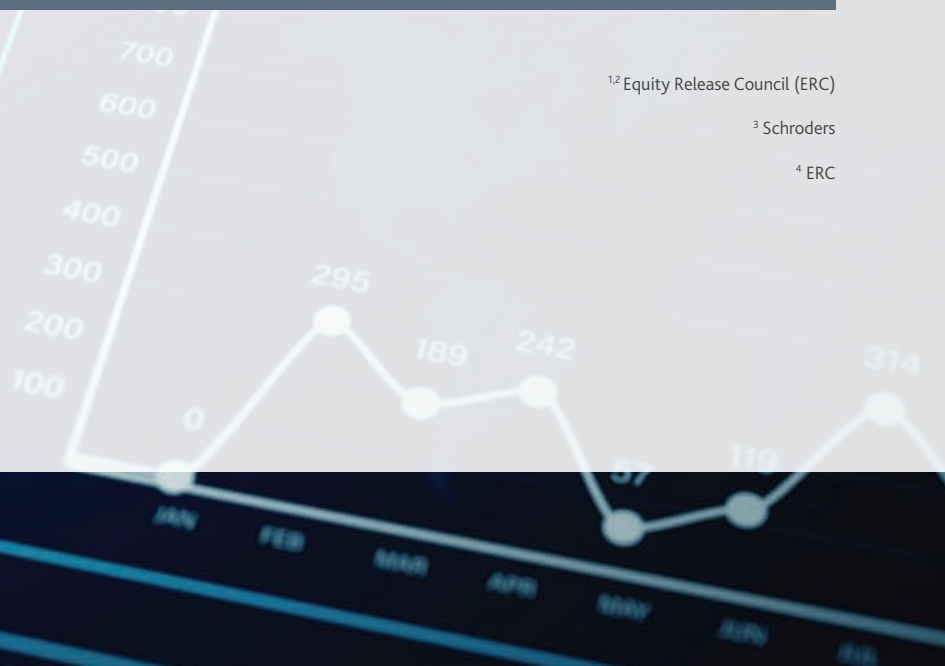 700
600
500
400
300
200
100
1,2 Equity Release Council (ERC)
3 Schroders
4 ERC
0
295
189
242
57
119
314
JAN
FEB
MAR
APR
MAY
JUN